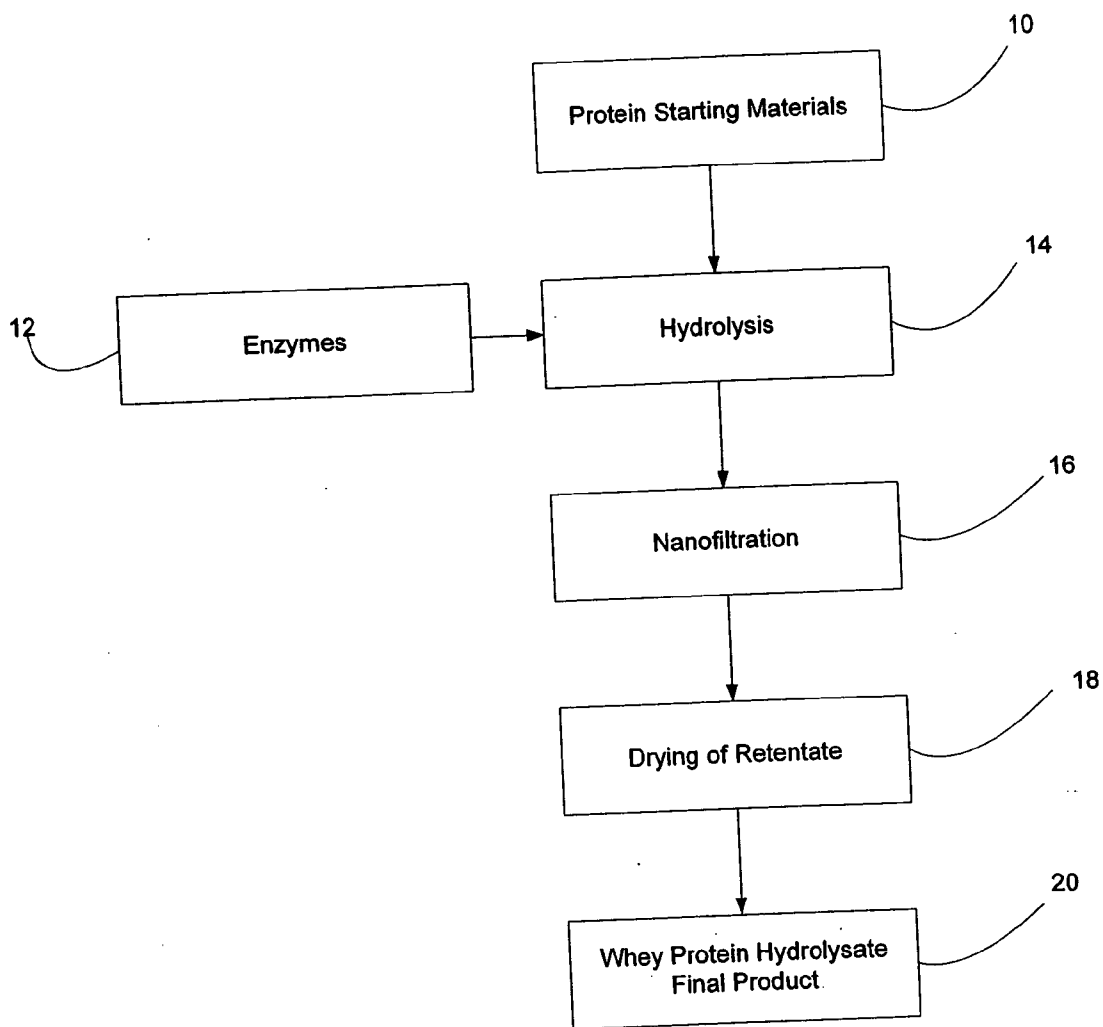 10
Protein Starting Materials
14
12
Enzymes
Hydrolysis
16
Nanofiltration
18
Drying of Retentate
20
Whey Protein Hydrolysate
Final Product